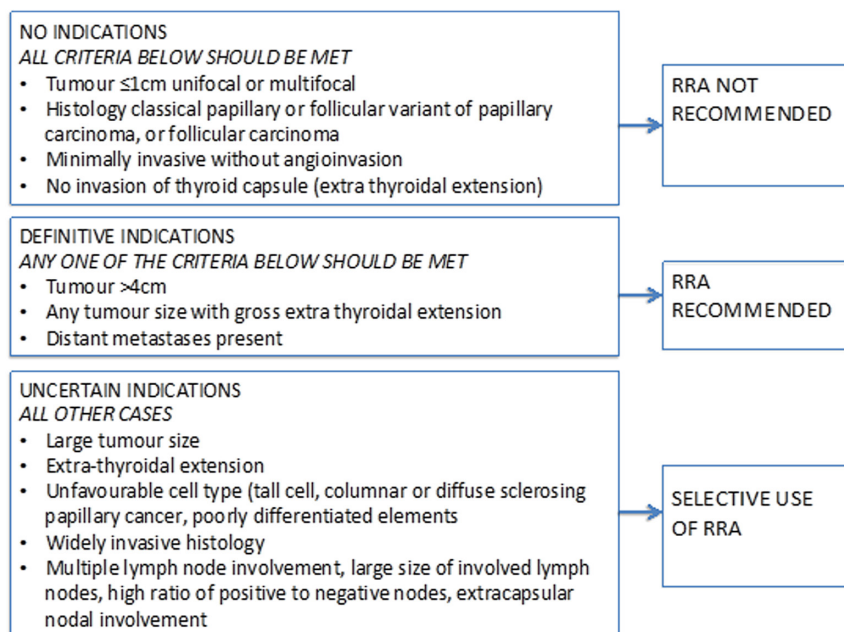 NO INDICATIONS
ALL CRITERIA BELOW SHOULD BE MET
• Tumour ≤1cm unifocal or multifocal
• Histology classical papillary or follicular variant of papillary
carcinoma, or follicular carcinoma
• Minimally invasive without angioinvasion
• No invasion of thyroid capsule (extra thyroidal extension)
RRA NOT
RECOMMENDED
DEFINITIVE INDICATIONS
ANY ONE OF THE CRITERIA BELOW SHOULD BE MET
• Tumour >4cm
• Any tumour size with gross extra thyroidal extension
• Distant metastases present
RRA
RECOMMENDED
UNCERTAIN INDICATIONS
ALL OTHER CASES
• Large tumour size
• Extra-thyroidal extension
• Unfavourable cell type (tall cell, columnar or diffuse sclerosing
papillary cancer, poorly differentiated elements
• Widely invasive histology
• Multiple lymph node involvement, large size of involved lymph
nodes, high ratio of positive to negative nodes, extracapsular
nodal involvement
SELECTIVE USE
OF RRA